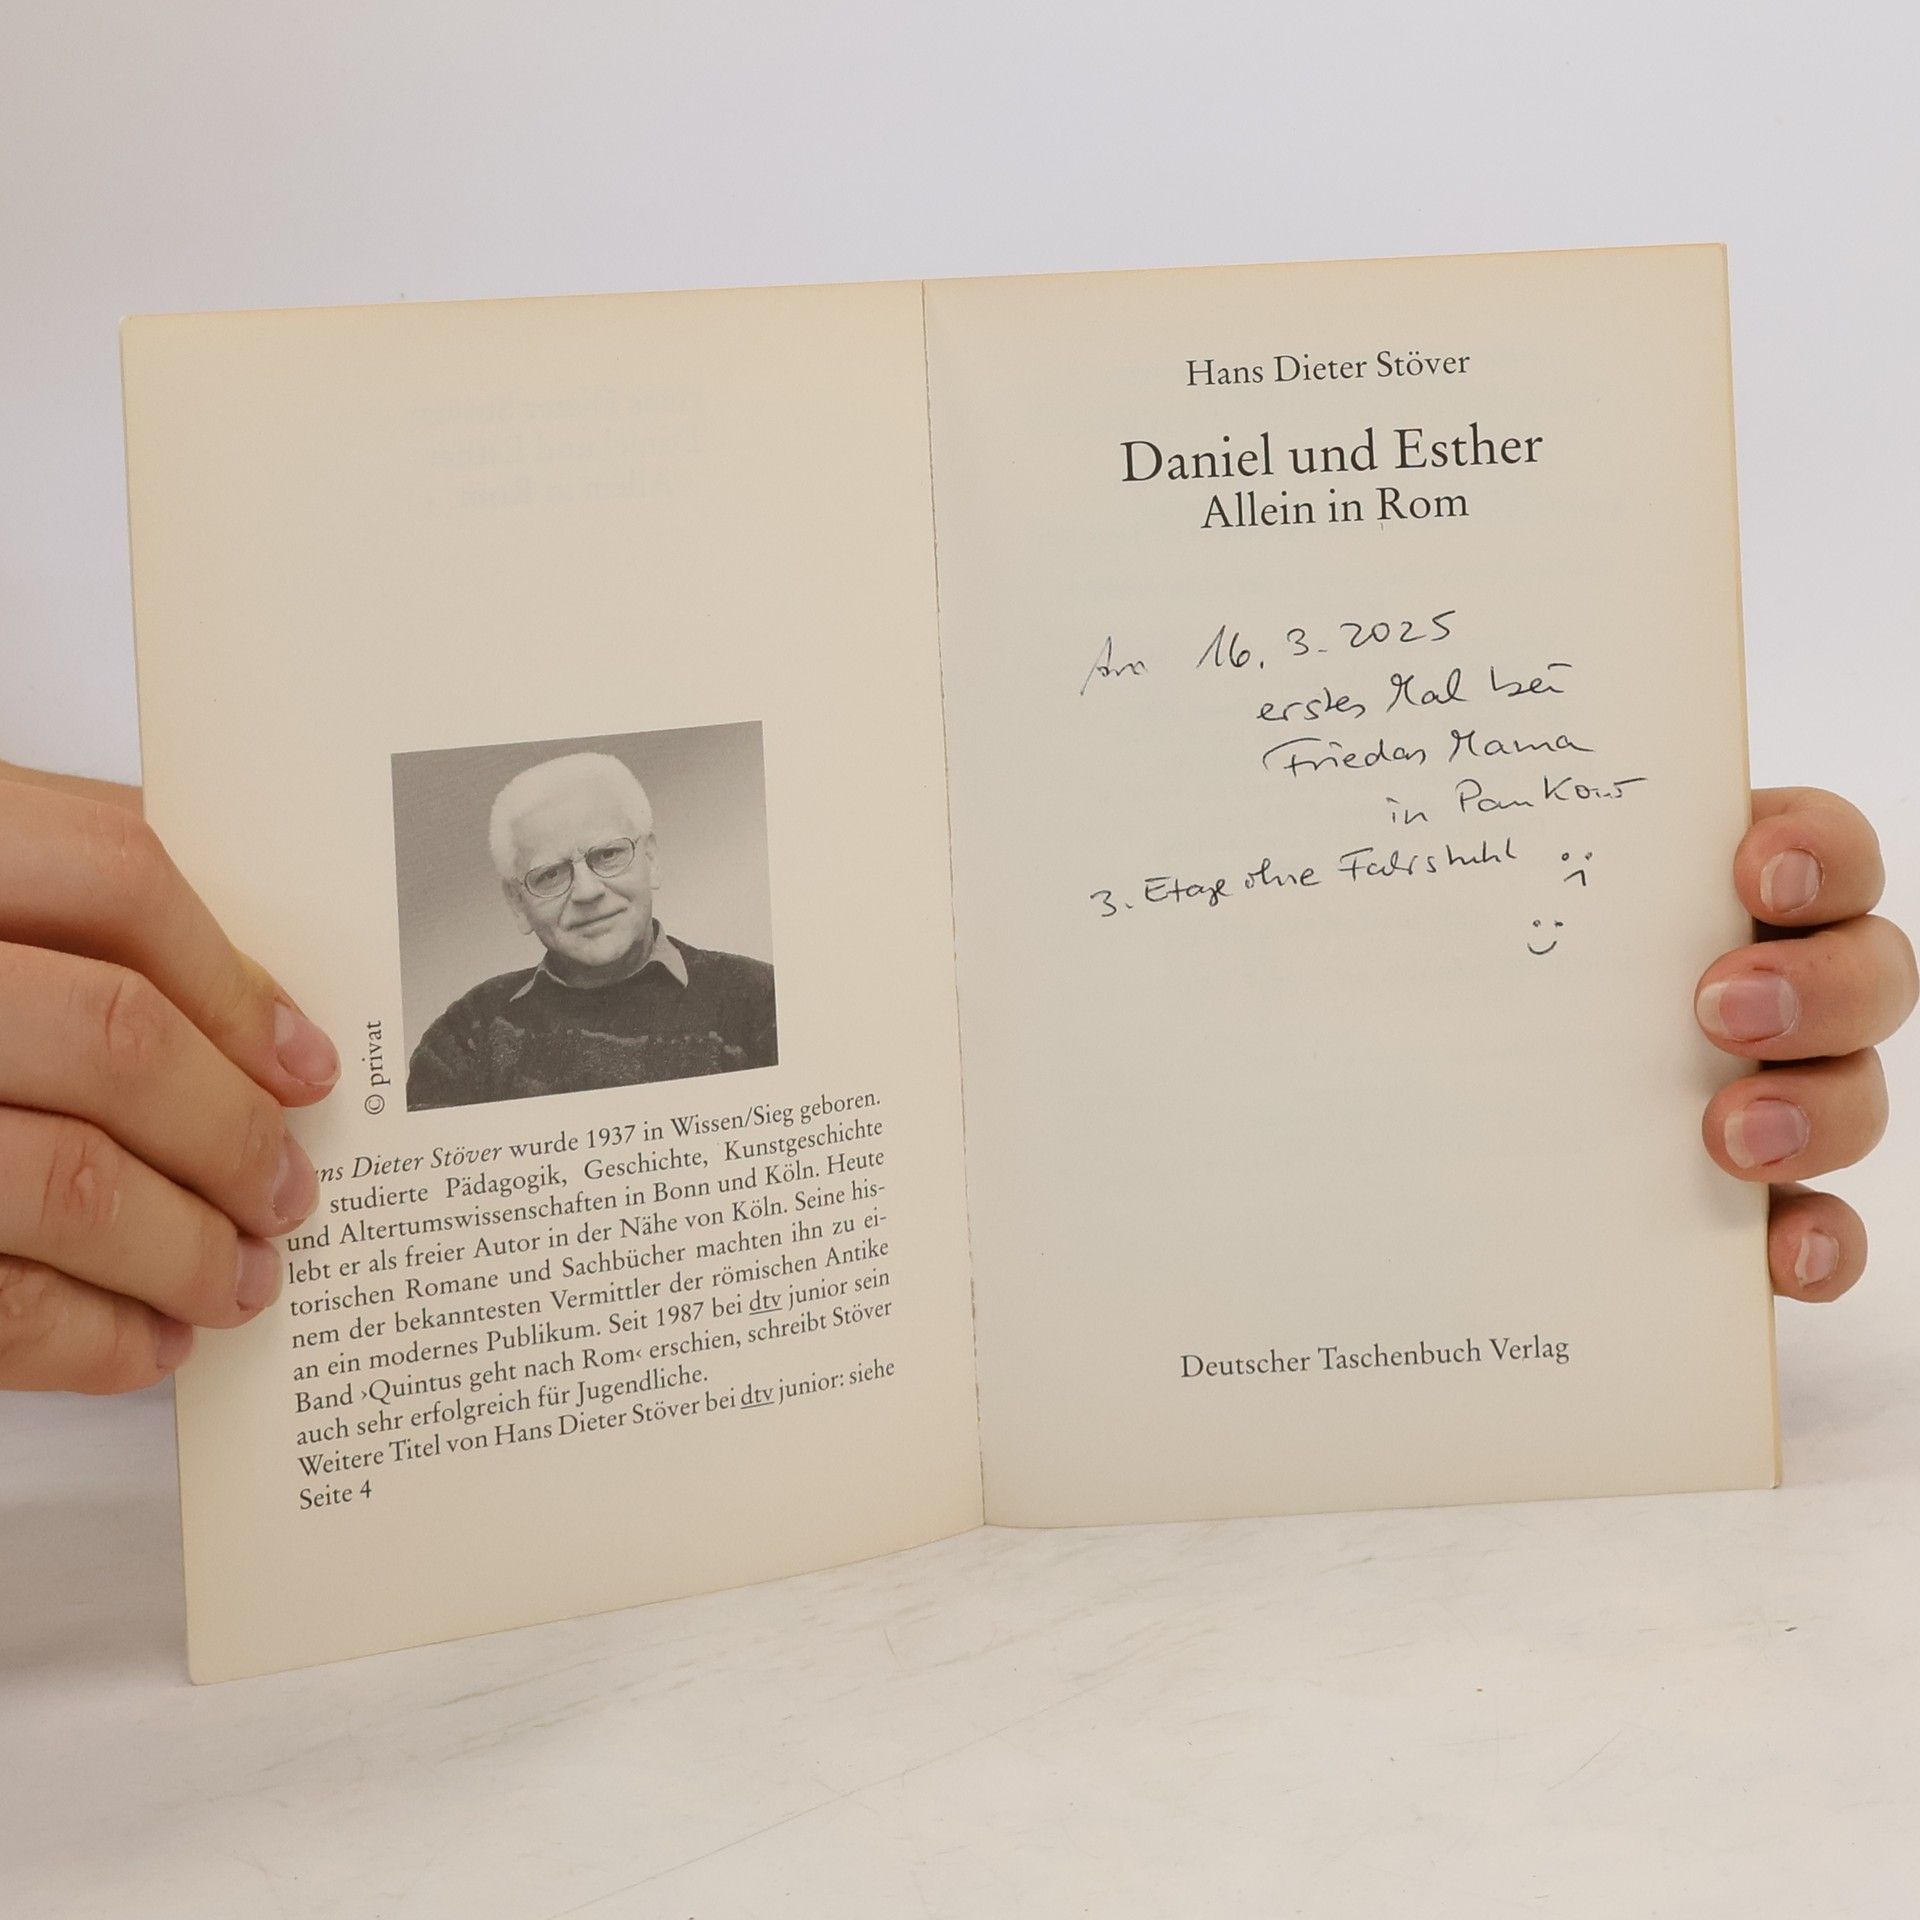 © privat
ns Dieter Stöver wurde 1937 in Wissen/Sieg geboren.
studierte Pädagogik, Geschichte, Kunstgeschichte
und Altertumswissenschaften in Bonn und Köln. Heute
lebt er als freier Autor in der Nähe von Köln. Seine his-
torischen Romane und Sachbücher machten ihn zu ei-
nem der bekanntesten Vermittler der römischen Antike
an ein modernes Publikum. Seit 1987 bei dtv junior sein
Band ›Quintus geht nach Rom‹ erschien, schreibt Stöver
auch sehr erfolgreich für Jugendliche.
Weitere Titel von Hans Dieter Stöver bei dtv junior: siehe
Seite 4
Hans Dieter Stöver
Daniel und Esther
Allein in Rom
Am 16. 3. 2025
erstes Mal bei
Friedas Mama
in Pankow
3. Etage ohne Fahrstuhl
Deutscher Taschenbuch Verlag